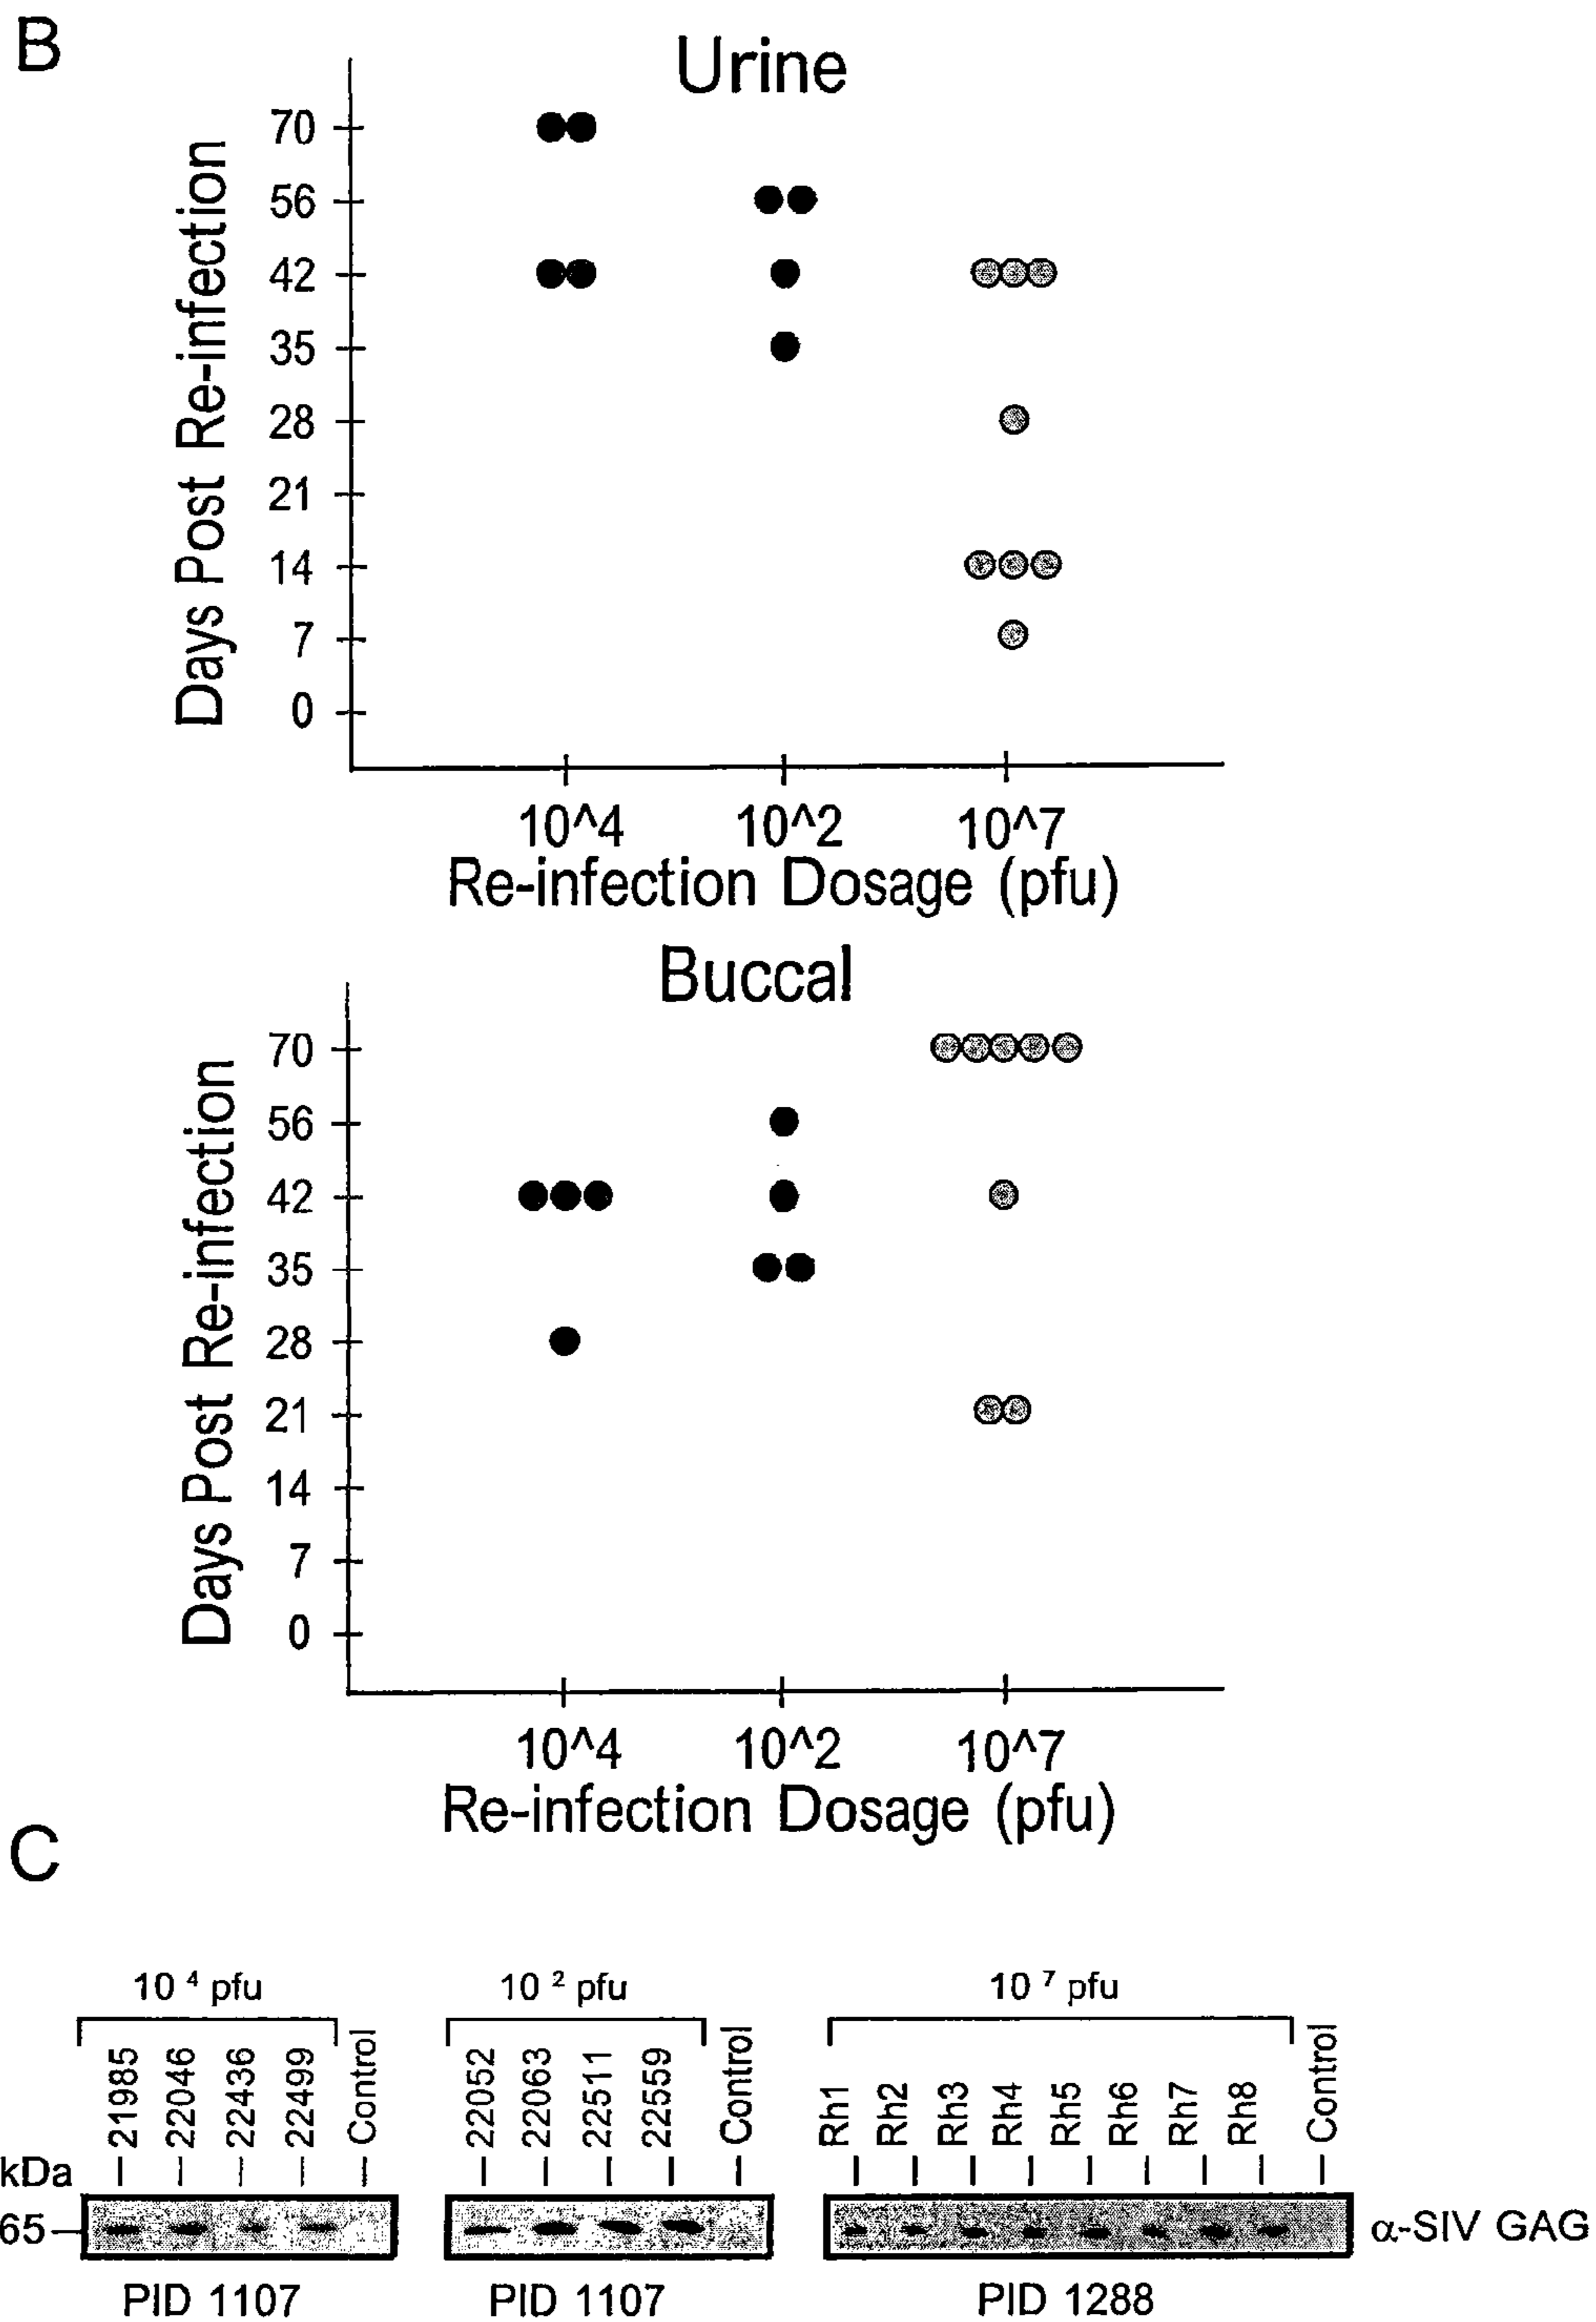 B
Urine
Days Post Re-infection
70
56
42
35
28
21
14
7
0
10^4 10^2 10^7
Re-infection Dosage (pfu)
Buccal
Days Post Re-infection
70
56
42
35
28
21
14
7
0
10^4 10^2 10^7
Re-infection Dosage (pfu)
C
10 4 pfu 10 2 pfu 10 7 pfu
21985 22046 22436 22499 Control 22052 22063 22511 22559 Control Rh1 Rh2 Rh3 Rh4 Rh5 Rh6 Rh7 Rh8 Control
kDa
65 α-SIV GAG
PID 1107 PID 1107 PID 1288